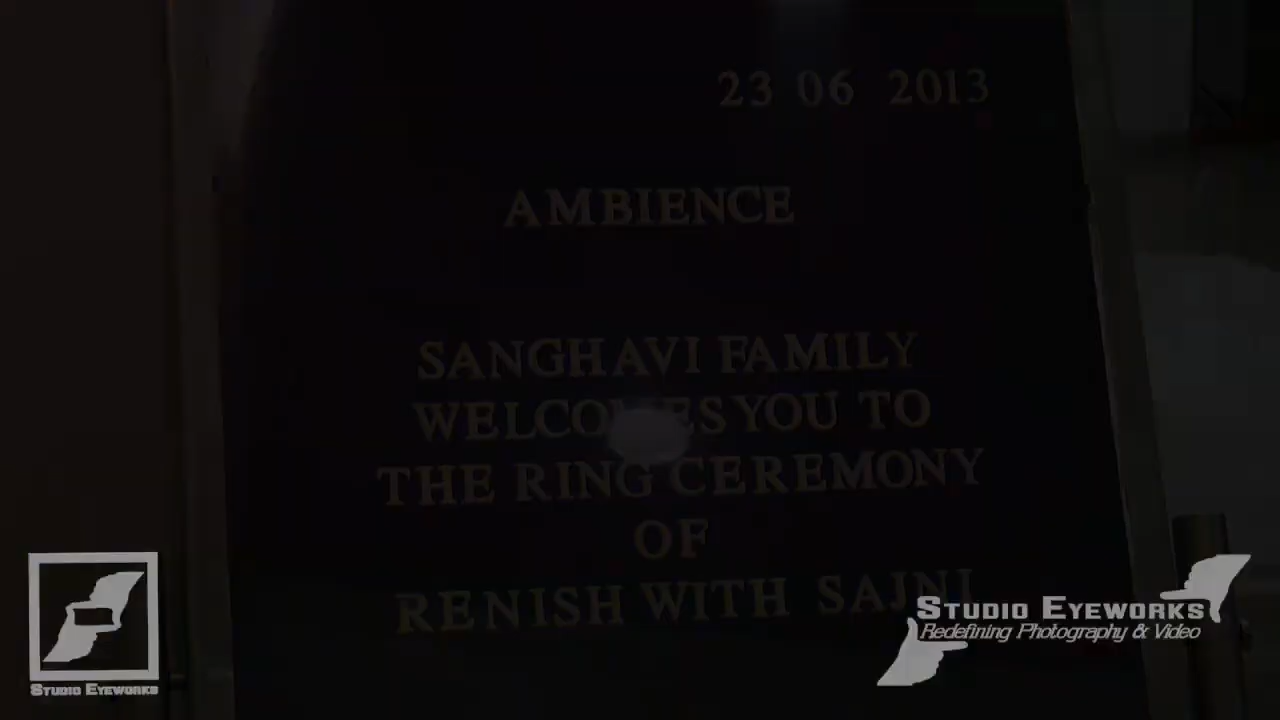 23 06 2013
AMBIENCE
SANGHAVI FAMILY
WELCOMES YOU TO
THE RING CEREMONY
OF
RENISH WITH SAJNI
STUDIO EYEWORKS
Redefining Photography & Video
STUDIO EYEWORKS